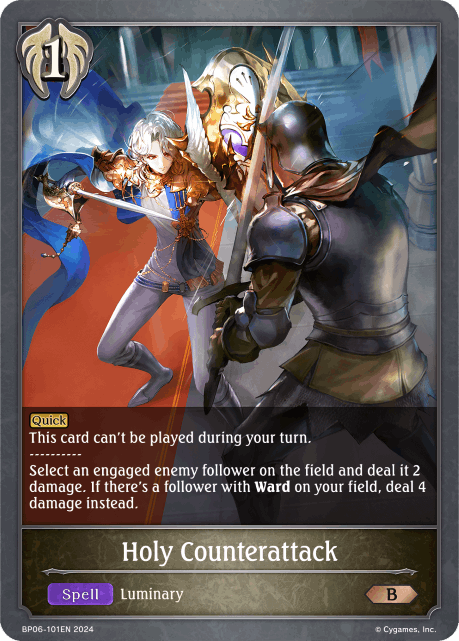 1
Quick
This card can't be played during your turn.
----------
Select an engaged enemy follower on the field and deal it 2
damage. If there's a follower with Ward on your field, deal 4
damage instead.
Holy Counterattack
Spell Luminary B
BP06-101EN 2024 © Cygames, Inc.